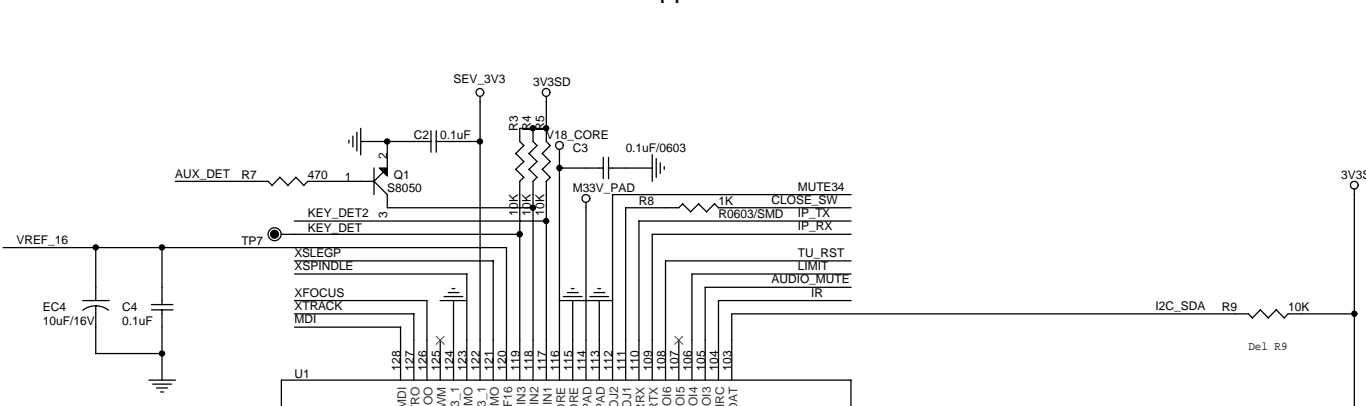 SEV_3V3
3V3SD
R3
R4
R5
C2
0.1uF
V18_CORE
C3
0.1uF/0603
2
AUX_DET
R7
470
1
Q1
S8050
3
10K
10K
10K
M33V_PAD
MUTE34
R8
1K
CLOSE_SW
R0603/SMD
IP_TX
IP_RX
KEY_DET2
KEY_DET
VREF_16
TP7
XSLEGP
XSPINDLE
TU_RST
LIMIT
AUDIO_MUTE
IR
XFOCUS
XTRACK
MDI
EC4
10uF/16V
C4
0.1uF
I2C_SDA
R9
10K
Del R9
128
127
126
125
124
123
122
121
120
119
118
117
116
115
114
113
112
111
110
109
108
107
106
105
104
103
U1
MDI